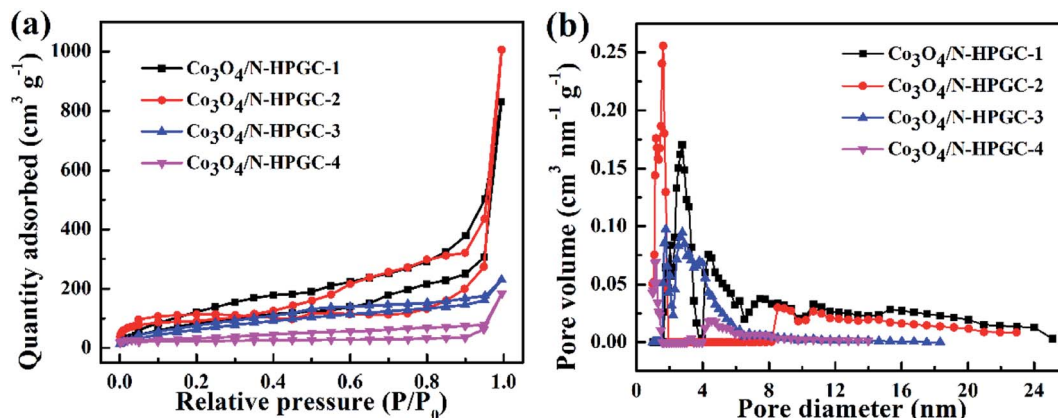 (a)
Quantity adsorbed (cm³ g⁻¹)
1000
800
600
400
200
0
Co₃O₄/N-HPGC-1
Co₃O₄/N-HPGC-2
Co₃O₄/N-HPGC-3
Co₃O₄/N-HPGC-4
0.0 0.2 0.4 0.6 0.8 1.0
Relative pressure (P/P₀)
(b)
Pore volume (cm³ nm⁻¹ g⁻¹)
0.25
0.20
0.15
0.10
0.05
0.00
Co₃O₄/N-HPGC-1
Co₃O₄/N-HPGC-2
Co₃O₄/N-HPGC-3
Co₃O₄/N-HPGC-4
0 4 8 12 16 20 24
Pore diameter (nm)